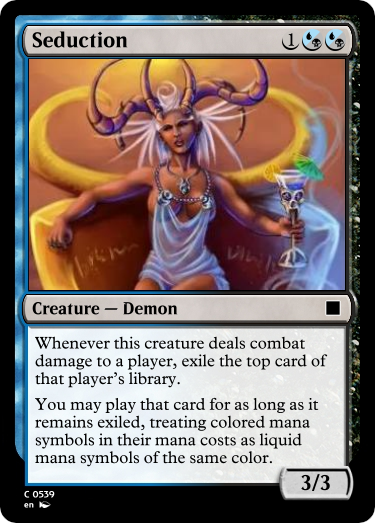 Seduction
1
Creature — Demon
Whenever this creature deals combat
damage to a player, exile the top card of
that player's library.
You may play that card for as long as it
remains exiled, treating colored mana
symbols in their mana costs as liquid
mana symbols of the same color.
3/3
C 0539
en